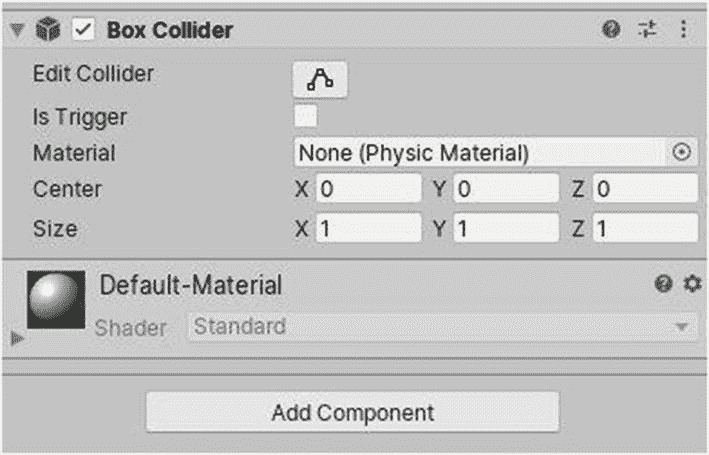 Box Collider
Edit Collider
Is Trigger
Material None (Physic Material)
Center X 0 Y 0 Z 0
Size X 1 Y 1 Z 1
Default-Material
Shader Standard
Add Component